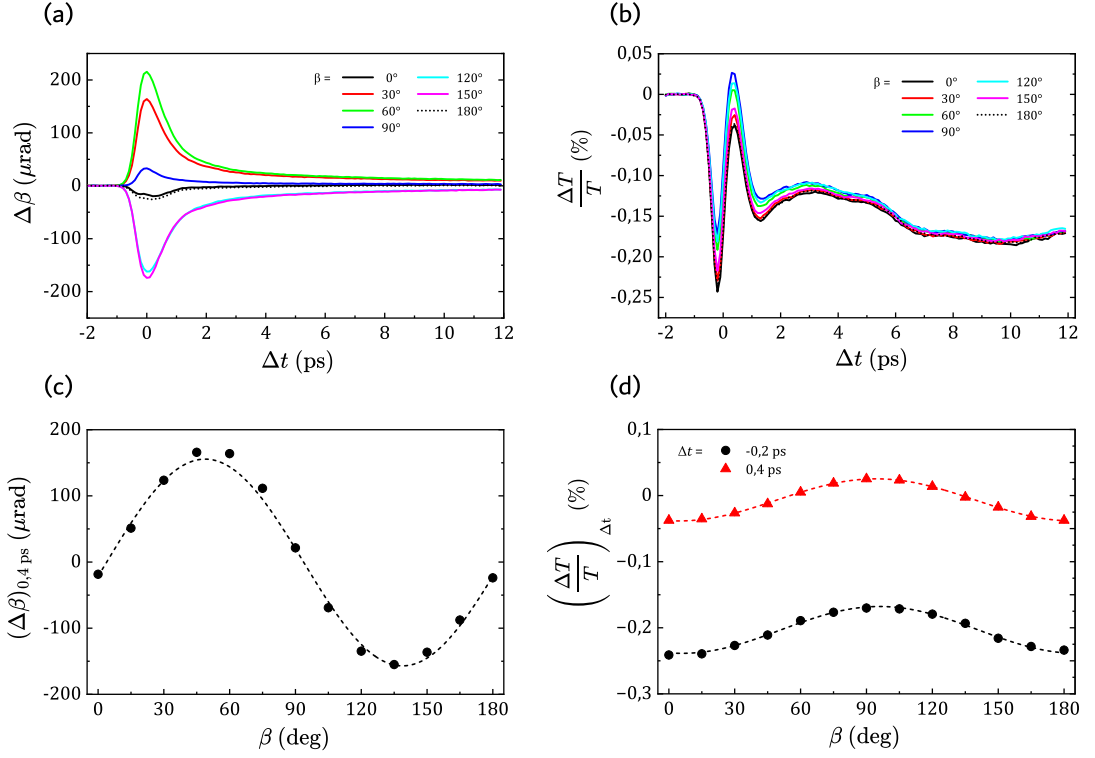 (a)
200
100
0
-100
-200
Δβ (μrad)
β = 0° 120°
30° 150°
60° 180°
90°
-2 0 2 4 6 8 10 12
Δt (ps)
(b)
0,05
0
-0,05
-0,10
-0,15
-0,20
-0,25
ΔT/T (%)
β = 0° 120°
30° 150°
60° 180°
90°
-2 0 2 4 6 8 10 12
Δt (ps)
(c)
200
100
0
-100
-200
(Δβ)0,4 ps (μrad)
0 30 60 90 120 150 180
β (deg)
(d)
0,1
0
−0,1
−0,2
−0,3
(ΔT/T)Δt (%)
Δt = -0,2 ps
0,4 ps
0 30 60 90 120 150 180
β (deg)